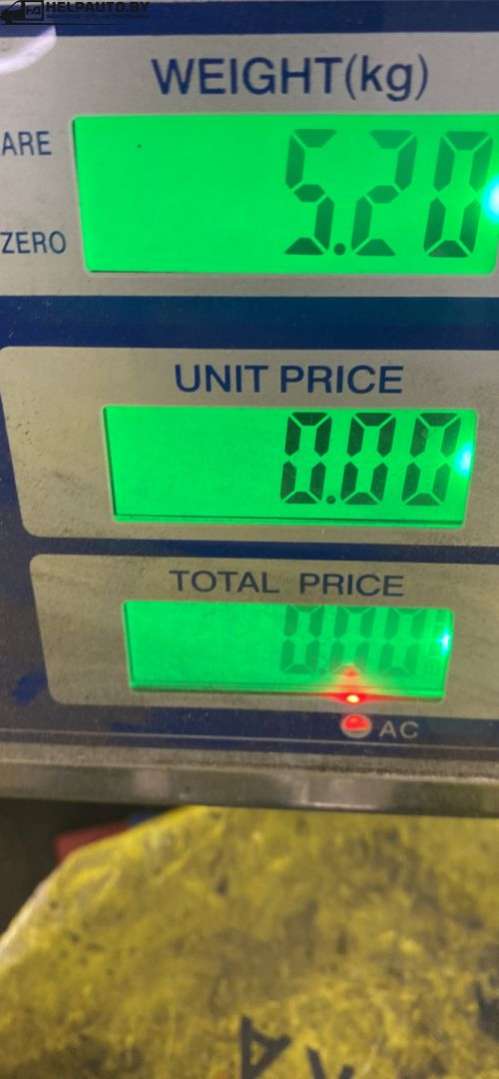 HELPAUTO.BY
WEIGHT(kg)
ARE
5.20
ZERO
UNIT PRICE
0.00
TOTAL PRICE
0.00
AC